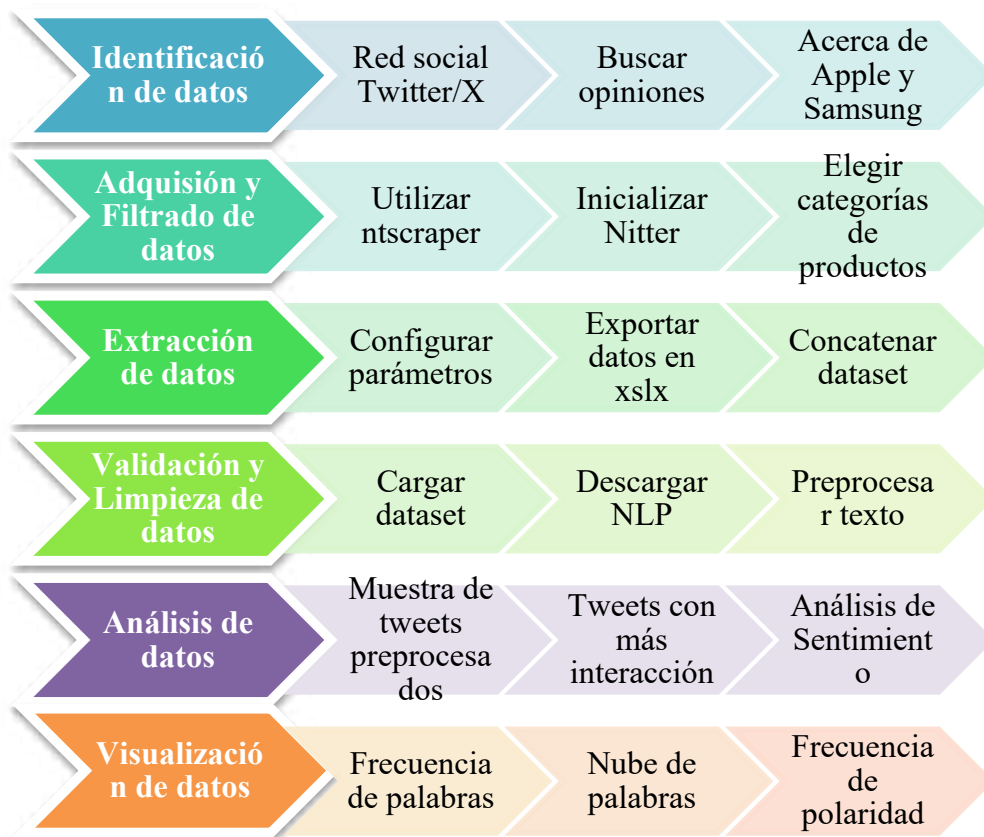 Identificació
n de datos
Red social
Twitter/X
Buscar
opiniones
Acerca de
Apple y
Samsung
Adquisión y
Filtrado de
datos
Utilizar
ntscraper
Inicializar
Nitter
Elegir
categorías
de
productos
Extracción
de datos
Configurar
parámetros
Exportar
datos en
xslx
Concatenar
dataset
Validación y
Limpieza de
datos
Cargar
dataset
Descargar
NLP
Preprocesa
r texto
Análisis de
datos
Muestra de
tweets
preprocesa
dos
Tweets con
más
interacción
Análisis de
Sentimient
o
Visualizació
n de datos
Frecuencia
de palabras
Nube de
palabras
Frecuencia
de
polaridad